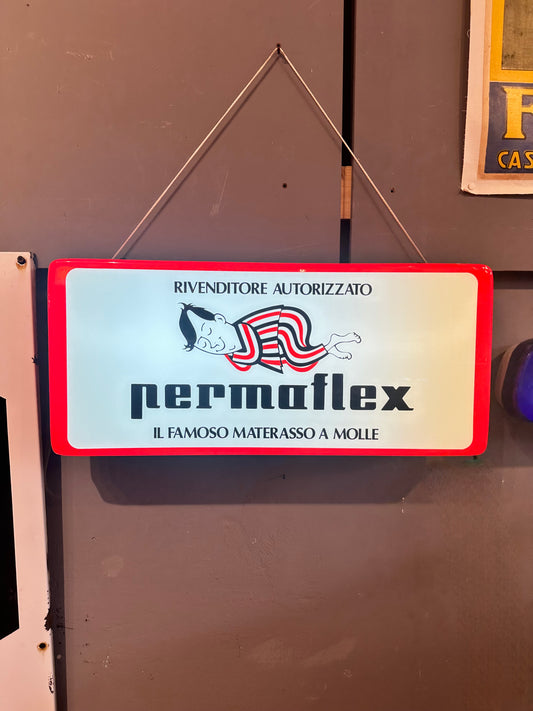 RIVENDITORE AUTORIZZATO
permaflex
IL FAMOSO MATERASSO A MOLLE